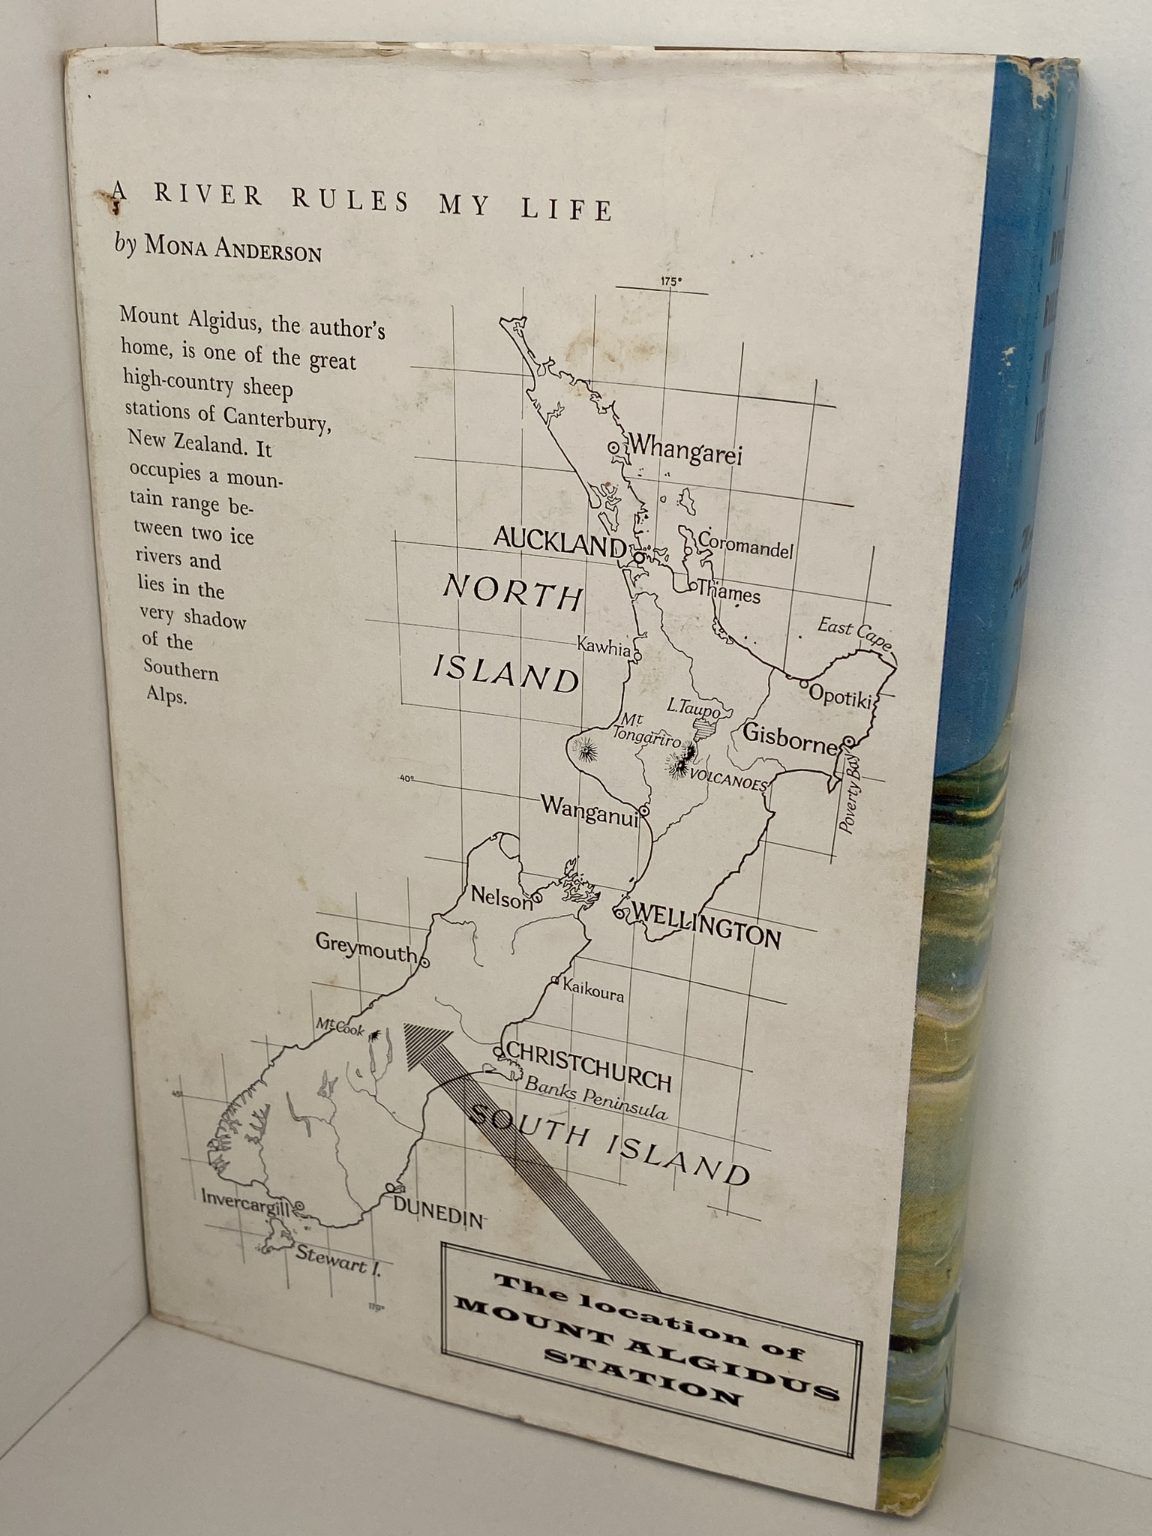 A RIVER RULES MY LIFE
by MONA ANDERSON
Mount Algidus, the author's
home, is one of the great
high-country sheep
stations of Canterbury,
New Zealand. It
occupies a moun-
tain range be-
tween two ice
rivers and
lies in the
very shadow
of the
Southern
Alps.
175°
Whangarei
AUCKLAND
Coromandel
NORTH
Thames
East Cape
Kawhia
ISLAND
Opotiki
L.Taupo
Mt
Tongariro
Gisborne
VOLCANOES
Poverty Bay
40°
Wanganui
Nelson
WELLINGTON
Greymouth
Kaikoura
Mt.Cook
CHRISTCHURCH
Banks Peninsula
SOUTH ISLAND
Invercargill
DUNEDIN
Stewart I.
170°
The location of
MOUNT ALGIDUS
STATION